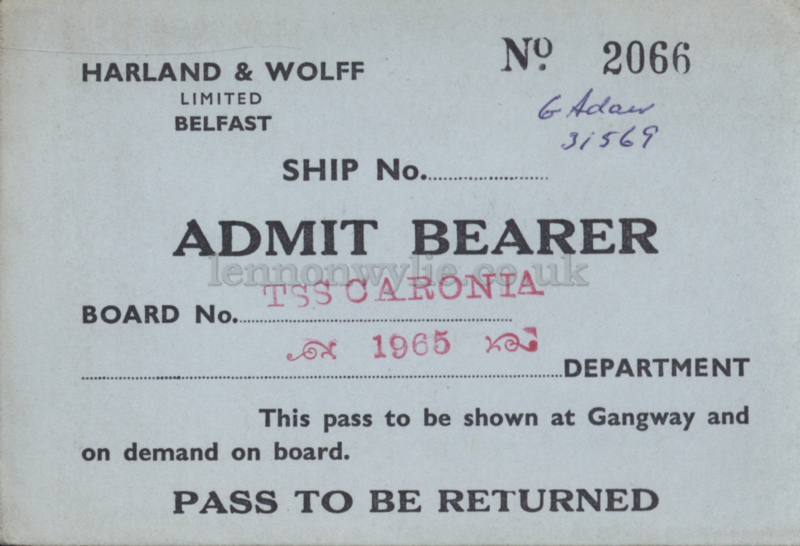 HARLAND & WOLFF
LIMITED
BELFAST
Nº 2066
G Adair
31569
SHIP No.
ADMIT BEARER
lennonwylie.co.uk
TSS CARONIA
BOARD No.
1965
DEPARTMENT
This pass to be shown at Gangway and
on demand on board.
PASS TO BE RETURNED